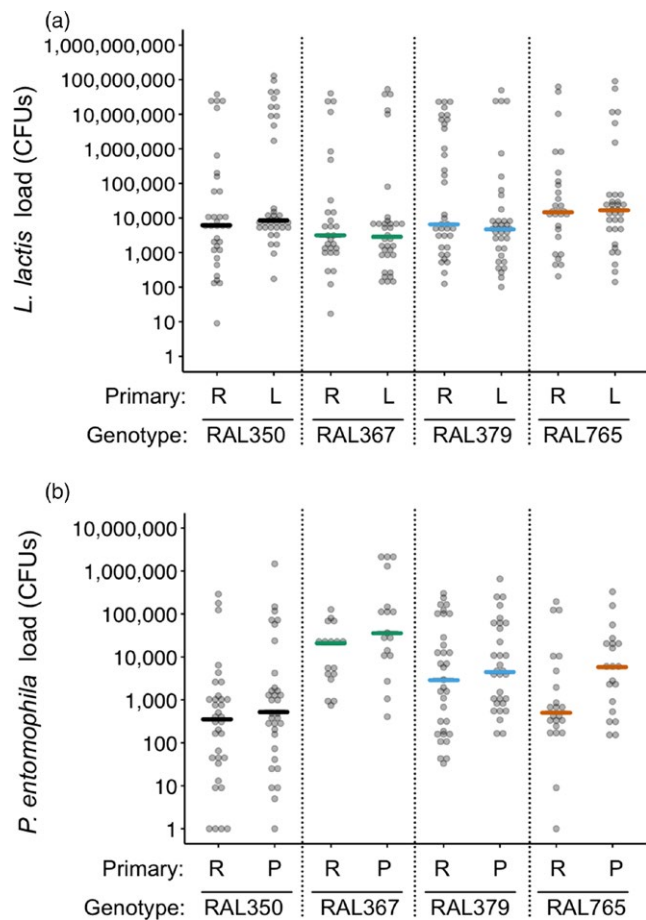 (a)
L. lactis load (CFUs)
1,000,000,000
100,000,000
10,000,000
1,000,000
100,000
10,000
1,000
100
10
1
Primary: R L R L R L R L
Genotype: RAL350 RAL367 RAL379 RAL765
(b)
P. entomophila load (CFUs)
10,000,000
1,000,000
100,000
10,000
1,000
100
10
1
Primary: R P R P R P R P
Genotype: RAL350 RAL367 RAL379 RAL765